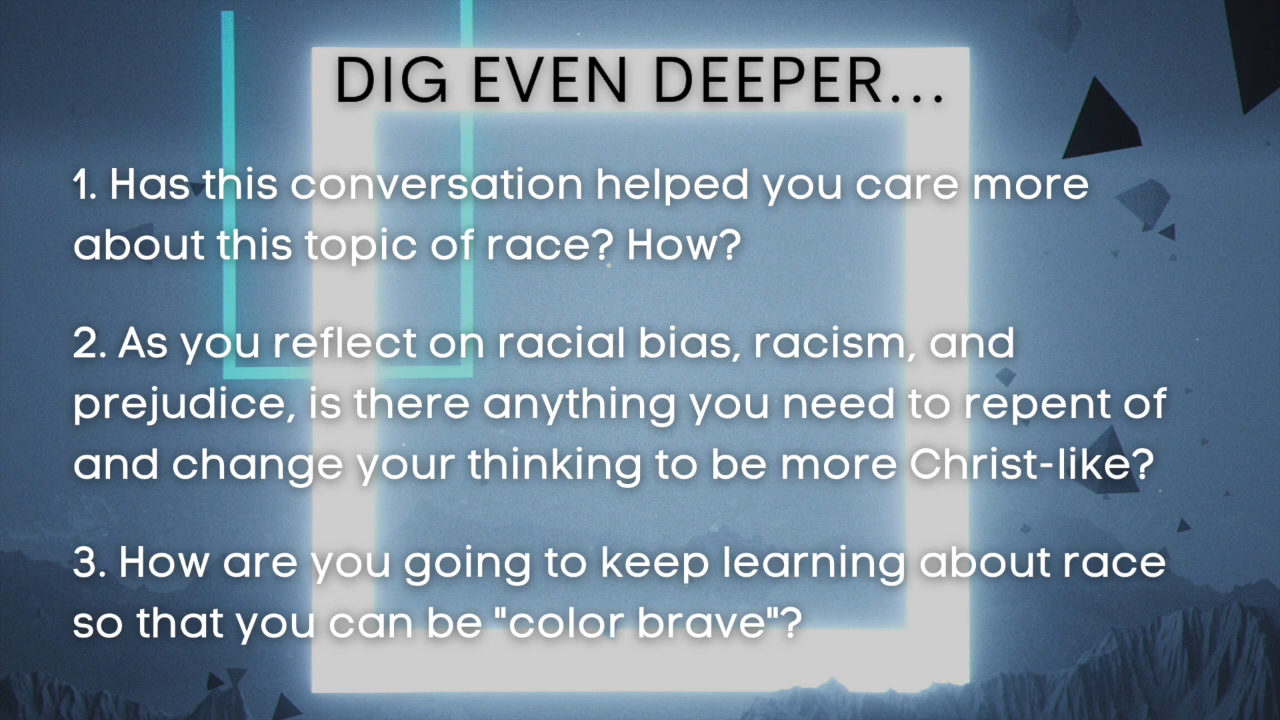 DIG EVEN DEEPER...
1. Has this conversation helped you care more
about this topic of race? How?
2. As you reflect on racial bias, racism, and
prejudice, is there anything you need to repent of
and change your thinking to be more Christ-like?
3. How are you going to keep learning about race
so that you can be "color brave"?